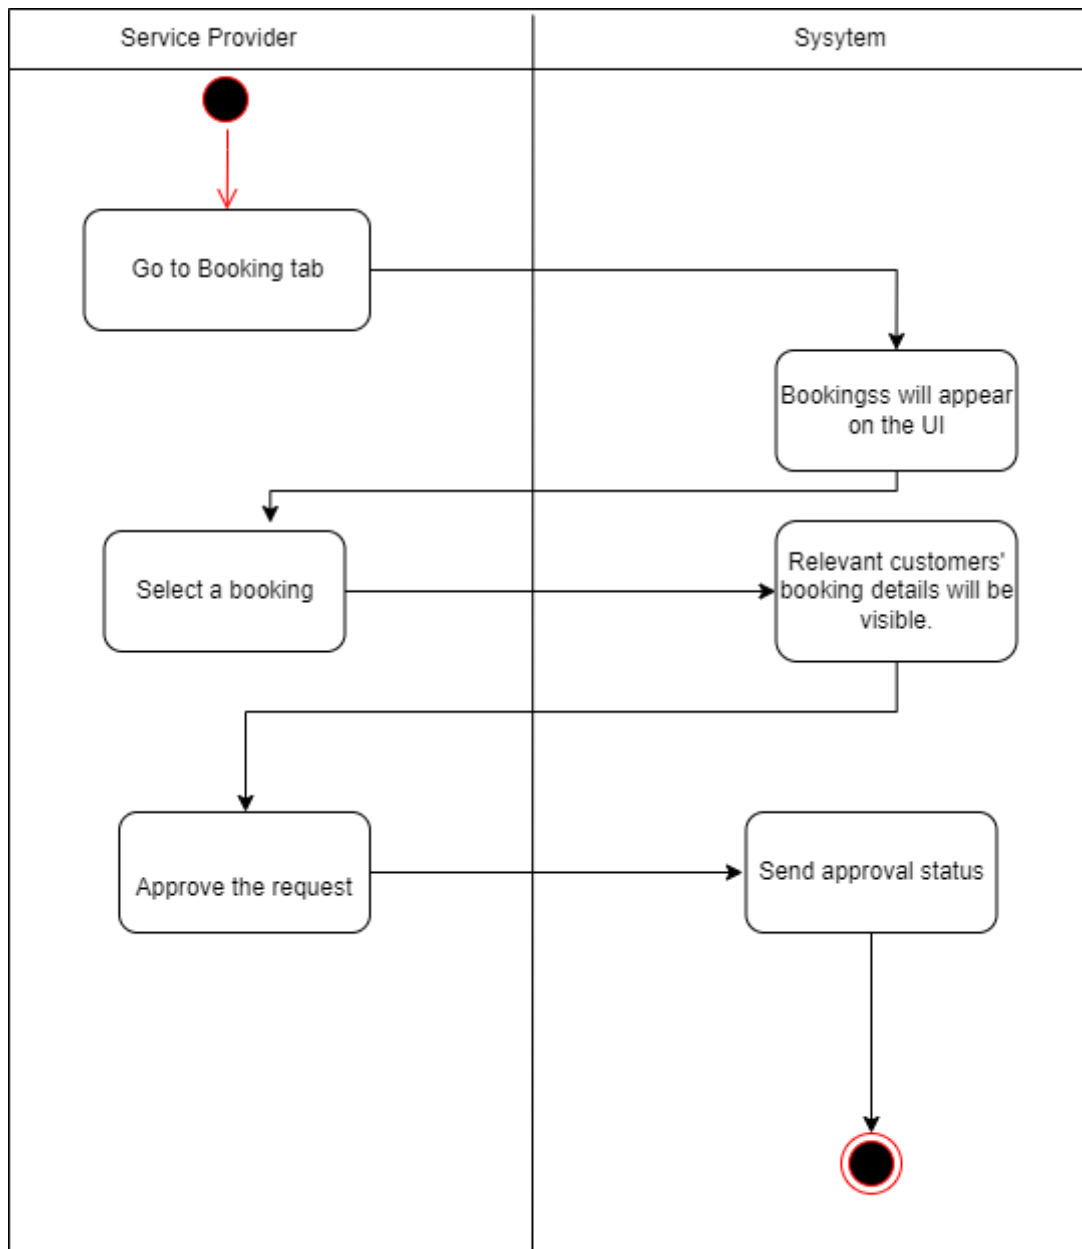 Service Provider
Sysytem
Go to Booking tab
Bookingss will appear
on the UI
Select a booking
Relevant customers'
booking details will be
visible.
Approve the request
Send approval status